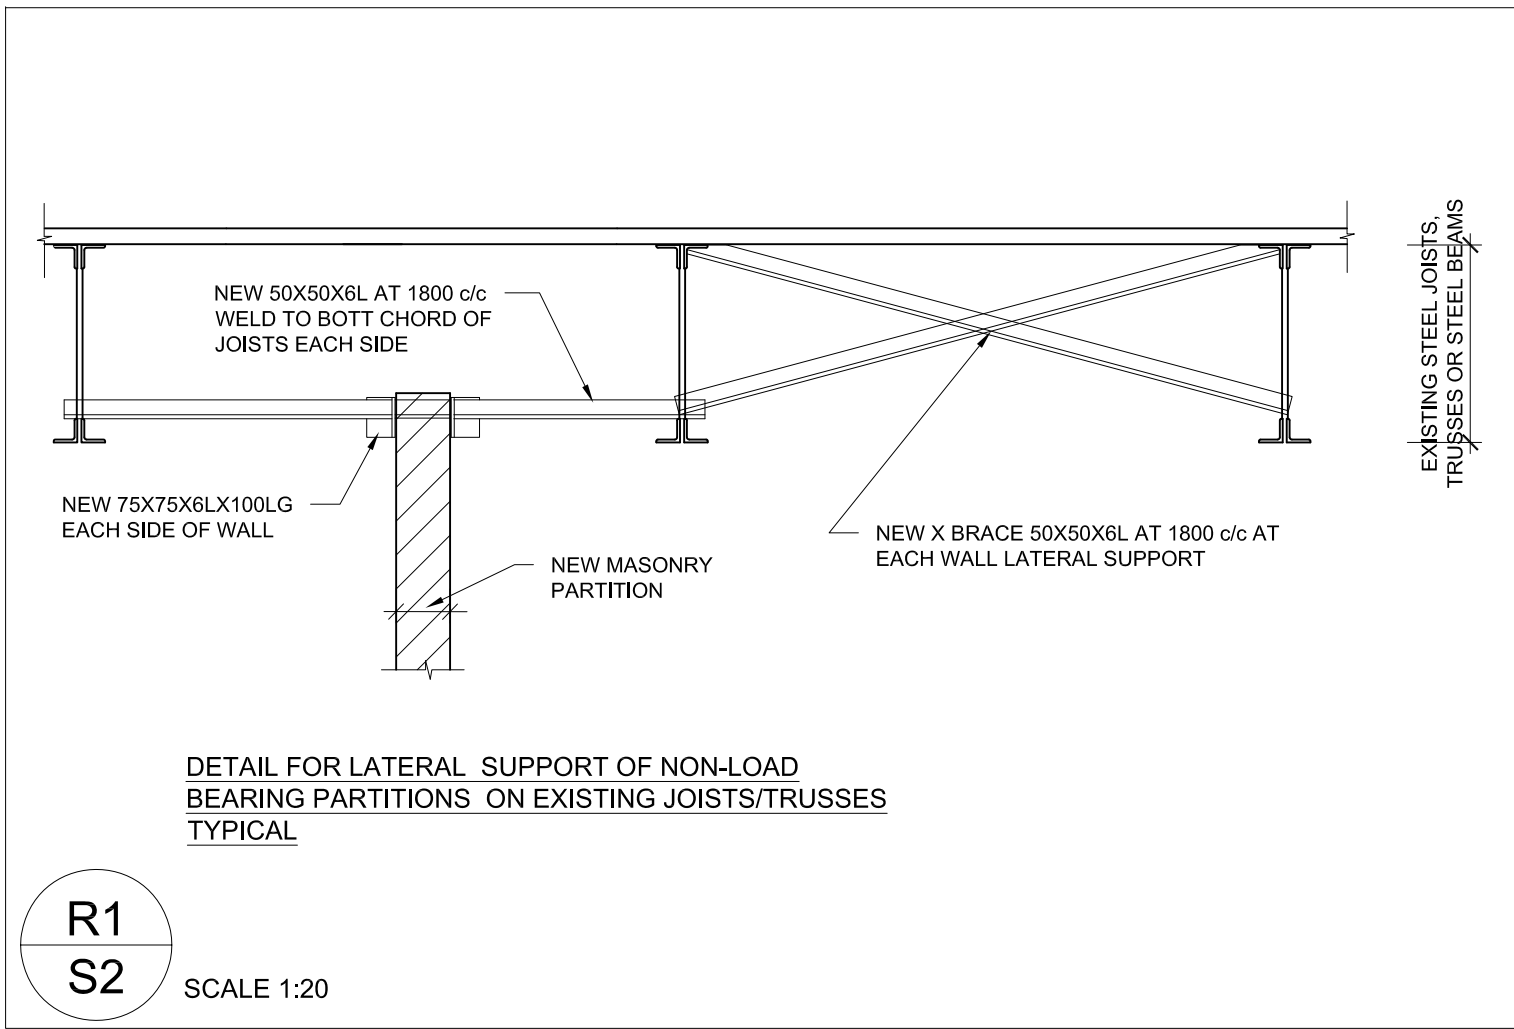 EXISTING STEEL JOISTS,
TRUSSES OR STEEL BEAMS
NEW 50X50X6L AT 1800 c/c
WELD TO BOTT CHORD OF
JOISTS EACH SIDE
NEW 75X75X6LX100LG
EACH SIDE OF WALL
NEW X BRACE 50X50X6L AT 1800 c/c AT
EACH WALL LATERAL SUPPORT
NEW MASONRY
PARTITION
DETAIL FOR LATERAL SUPPORT OF NON-LOAD
BEARING PARTITIONS ON EXISTING JOISTS/TRUSSES
TYPICAL
R1
S2
SCALE 1:20